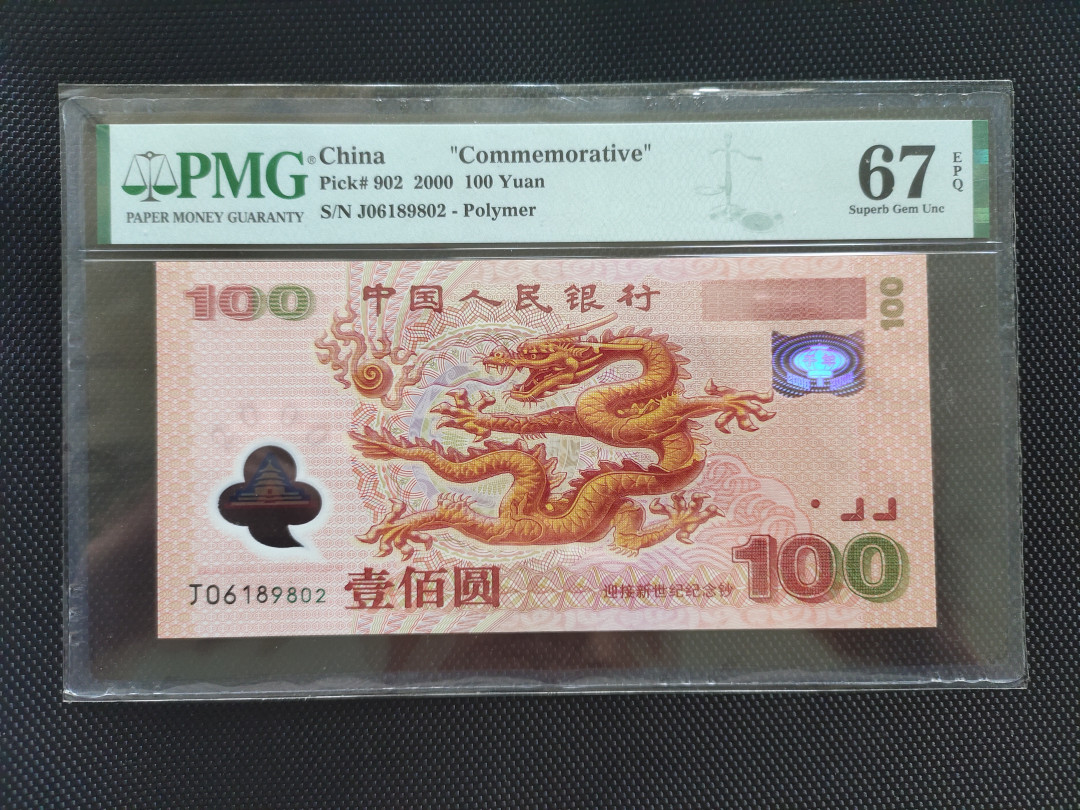 PMG®
PAPER MONEY GUARANTY
China "Commemorative"
Pick# 902 2000 100 Yuan
S/N J06189802 - Polymer
67
EPQ
Superb Gem Unc
100
中国人民银行
100
J06189802
壹佰圆
迎接新世纪纪念钞
100